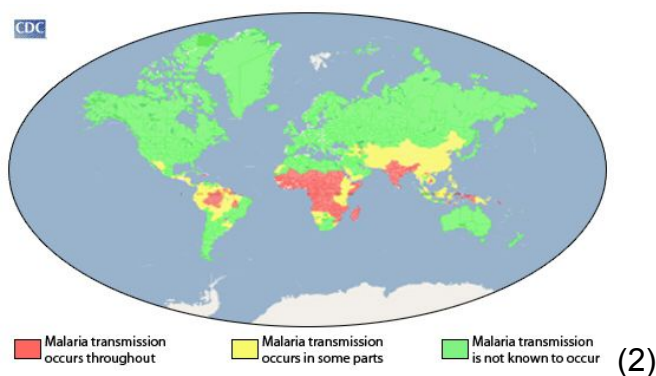 CDC
Malaria transmission
occurs throughout
Malaria transmission
occurs in some parts
Malaria transmission
is not known to occur
(2)